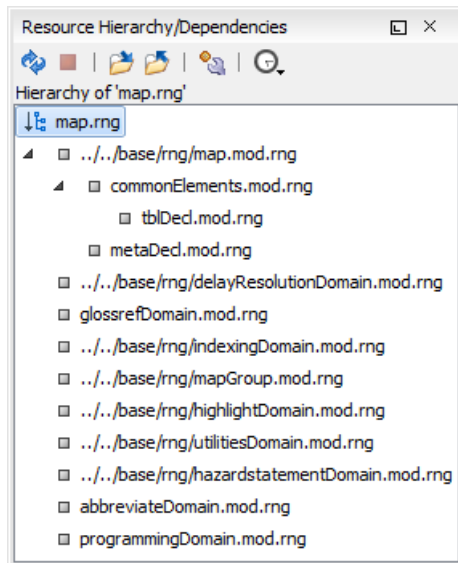 Resource Hierarchy/Dependencies
Hierarchy of 'map.rng'
map.rng
../../base/rng/map.mod.rng
commonElements.mod.rng
tblDecl.mod.rng
metaDecl.mod.rng
../../base/rng/delayResolutionDomain.mod.rng
glossrefDomain.mod.rng
../../base/rng/indexingDomain.mod.rng
../../base/rng/mapGroup.mod.rng
../../base/rng/highlightDomain.mod.rng
../../base/rng/utilitiesDomain.mod.rng
../../base/rng/hazardstatementDomain.mod.rng
abbreviateDomain.mod.rng
programmingDomain.mod.rng